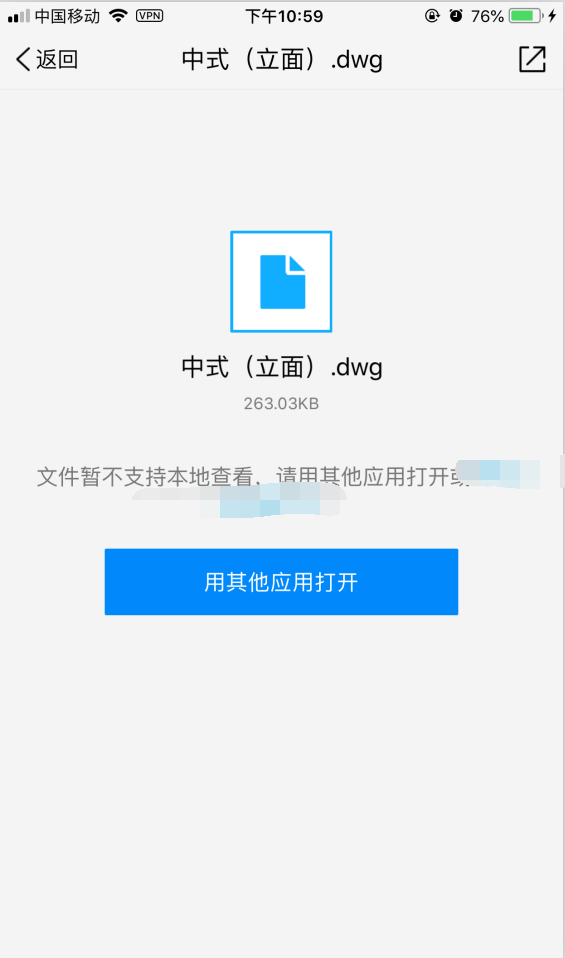 中国移动 VPN 下午10:59 76%
返回 中式（立面）.dwg
中式（立面）.dwg
263.03KB
文件暂不支持本地查看，请用其他应用打开或
用其他应用打开